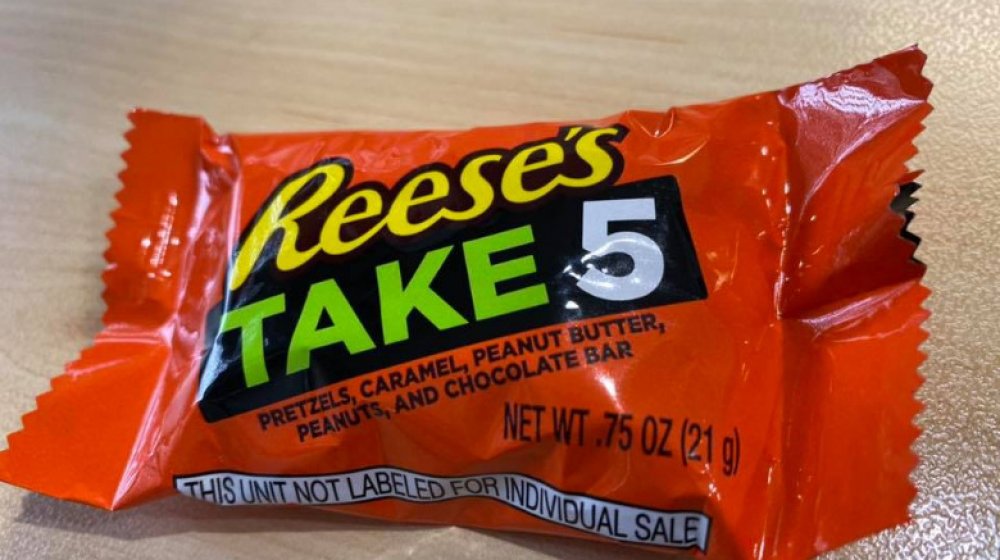 REESE'S
TAKE 5
PRETZELS, CARAMEL, PEANUT BUTTER,
PEANUTS, AND CHOCOLATE BAR
NET WT .75 OZ (21 g)
THIS UNIT NOT LABELED FOR INDIVIDUAL SALE